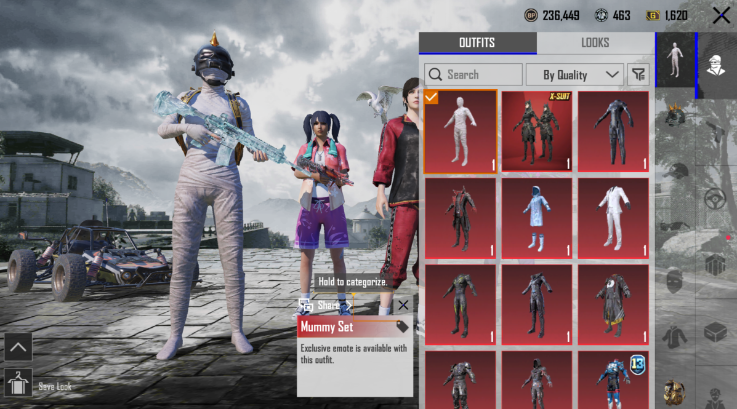 BP 236,449 463 G 1,620
OUTFITS LOOKS
Search By Quality
X-SUIT
1 1 1
1 1 1
Hold to categorize.
1 1 1
Share
Mummy Set
Exclusive emote is available with
this outfit.
13
Save Look